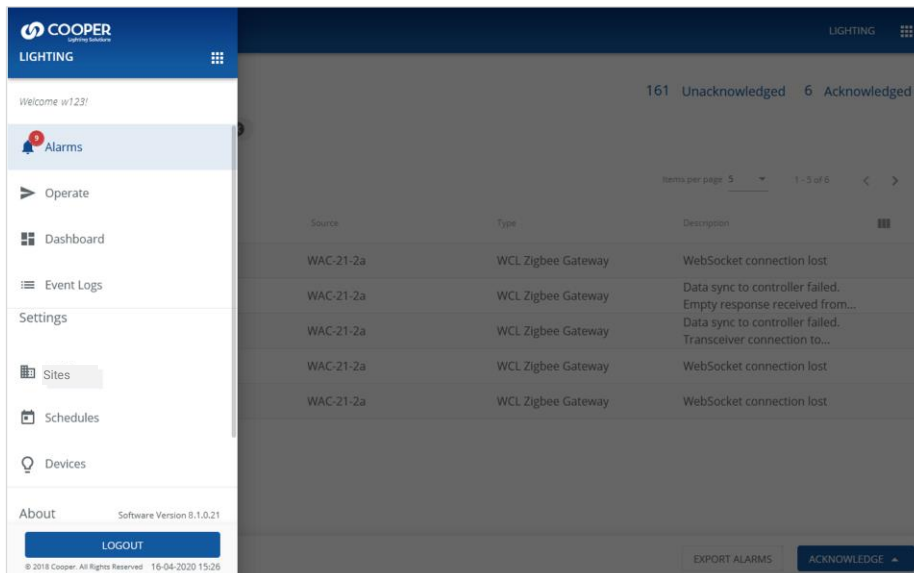 COOPER
Lighting Solutions
LIGHTING
Welcome w123!
9
Alarms
Operate
Dashboard
Event Logs
Settings
Sites
Schedules
Devices
About Software Version 8.1.0.21
LOGOUT
© 2018 Cooper. All Rights Reserved 16-04-2020 15:26
LIGHTING
161 Unacknowledged 6 Acknowledged
Items per page 5 1 - 5 of 6
Source Type Description
WAC-21-2a WCL Zigbee Gateway WebSocket connection lost
WAC-21-2a WCL Zigbee Gateway Data sync to controller failed.
Empty response received from...
WAC-21-2a WCL Zigbee Gateway Data sync to controller failed.
Transceiver connection to...
WAC-21-2a WCL Zigbee Gateway WebSocket connection lost
WAC-21-2a WCL Zigbee Gateway WebSocket connection lost
EXPORT ALARMS ACKNOWLEDGE